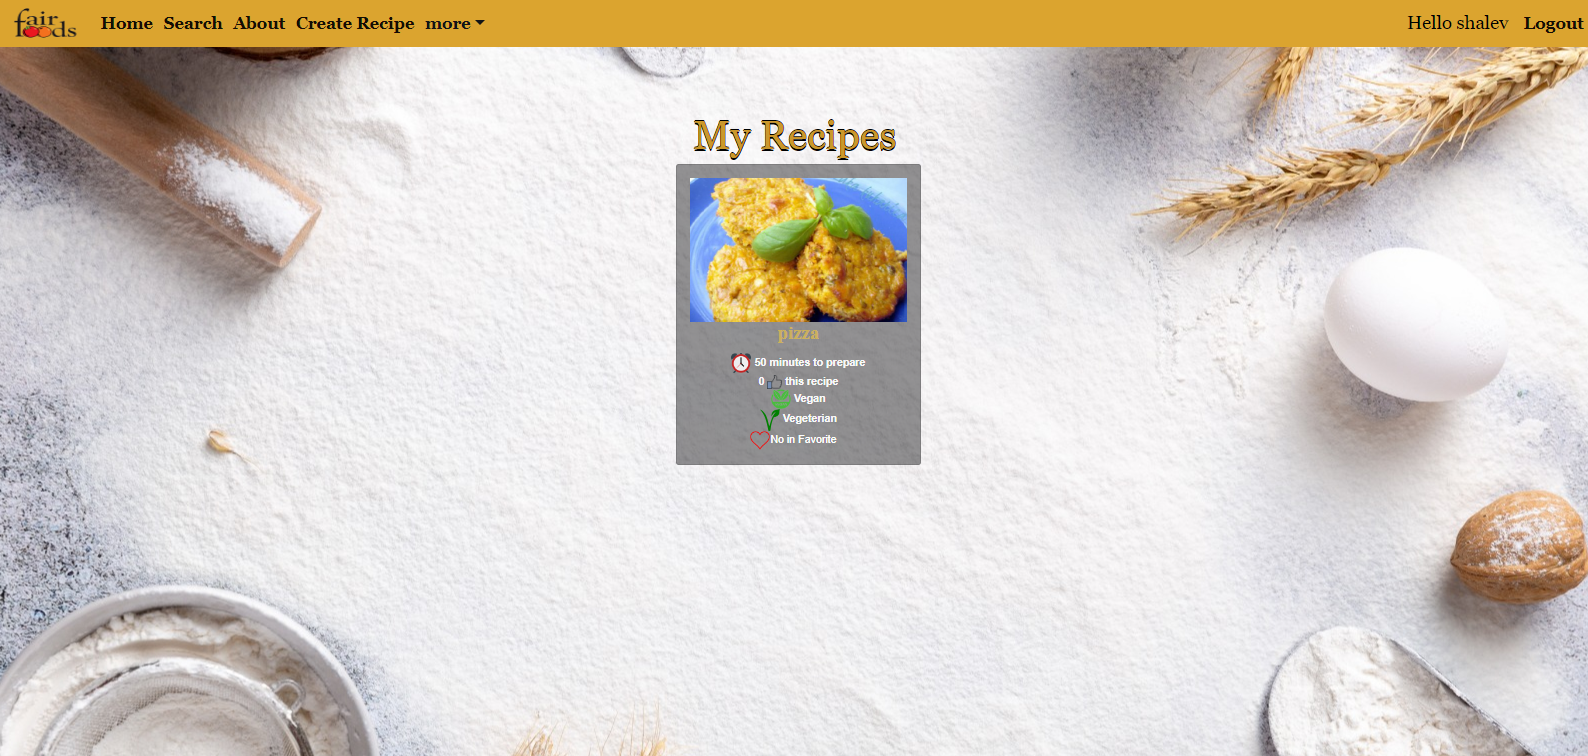 fair foods
Home Search About Create Recipe more
Hello shalev Logout
My Recipes
pizza
50 minutes to prepare
0 this recipe
Vegan
Vegeterian
No in Favorite